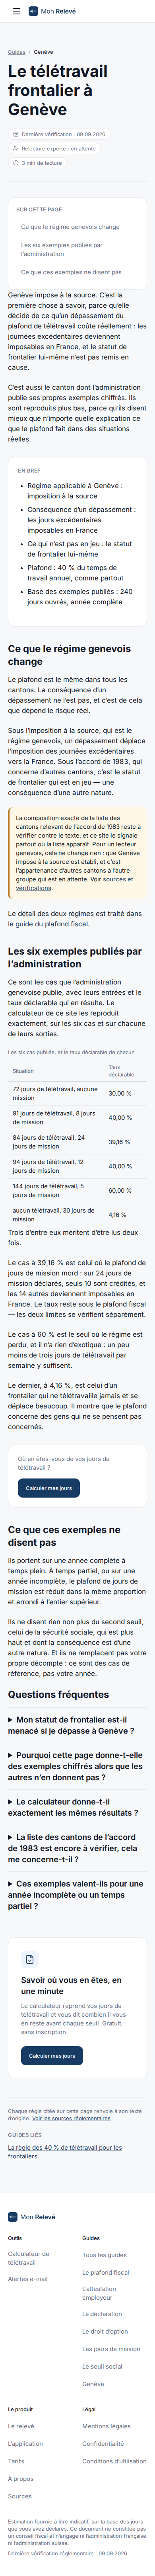 Mon Relevé
Guides / Genève
Le télétravail
frontalier à
Genève
Dernière vérification : 09.09.2026
Relecture experte : en attente
3 min de lecture
SUR CETTE PAGE
Ce que le régime genevois change
Les six exemples publiés par
l'administration
Ce que ces exemples ne disent pas
Genève impose à la source. C'est la
première chose à savoir, parce qu'elle
décide de ce qu'un dépassement du
plafond de télétravail coûte réellement : les
journées excédentaires deviennent
imposables en France, et le statut de
frontalier lui-même n'est pas remis en
cause.
C'est aussi le canton dont l'administration
publie ses propres exemples chiffrés. Ils
sont reproduits plus bas, parce qu'ils disent
mieux que n'importe quelle explication ce
que le plafond fait dans des situations
réelles.
EN BREF
• Régime applicable à Genève :
imposition à la source
• Conséquence d'un dépassement :
les jours excédentaires
imposables en France —
• Ce qui n'est pas en jeu : le statut
de frontalier lui-même
• Plafond : 40 % du temps de
travail annuel, comme partout
• Base des exemples publiés : 240
jours ouvrés, année complète
Ce que le régime genevois
change
Le plafond est le même dans tous les
cantons. La conséquence d'un
dépassement ne l'est pas, et c'est de cela
que dépend le risque réel.
Sous l'imposition à la source, qui est le
régime genevois, un dépassement déplace
l'imposition des journées excédentaires
vers la France. Sous l'accord de 1983, qui
concerne d'autres cantons, c'est le statut
de frontalier qui est en jeu — une
conséquence d'une autre nature.
La composition exacte de la liste des
cantons relevant de l'accord de 1983 reste à
vérifier contre le texte, et ce site le signale
partout où la liste apparaît. Pour un lecteur
genevois, cela ne change rien : que Genève
impose à la source est établi, et c'est
l'appartenance d'autres cantons à l'autre
groupe qui est en attente. Voir sources et
vérifications.
Le détail des deux régimes est traité dans
le guide du plafond fiscal.
Les six exemples publiés par
l'administration
Ce sont les cas que l'administration
genevoise publie, avec leurs entrées et le
taux déclarable qui en résulte. Le
calculateur de ce site les reproduit
exactement, sur les six cas et sur chacune
de leurs sorties.
Les six cas publiés, et le taux déclarable de chacun
Situation Taux déclarable
72 jours de télétravail, aucune mission 30,00 %
91 jours de télétravail, 8 jours de mission 40,00 %
84 jours de télétravail, 24 jours de mission 39,16 %
94 jours de télétravail, 12 jours de mission 40,00 %
144 jours de télétravail, 5 jours de mission 60,00 %
aucun télétravail, 30 jours de mission 4,16 %
Trois d'entre eux méritent d'être lus deux
fois.
Le cas à 39,16 % est celui où le plafond de
jours de mission mord : sur 24 jours de
mission déclarés, seuls 10 sont crédités, et
les 14 autres deviennent imposables en
France. Le taux reste sous le plafond fiscal
— les deux limites se vérifient séparément.
Le cas à 60 % est le seul où le régime est
perdu, et il n'a rien d'exotique : un peu
moins de trois jours de télétravail par
semaine y suffisent.
Le dernier, à 4,16 %, est celui d'un
frontalier qui ne télétravaille jamais et se
déplace beaucoup. Il montre que le plafond
concerne des gens qui ne se pensent pas
concernés.
Où en êtes-vous de vos jours de
télétravail ?
Calculer mes jours
Ce que ces exemples ne
disent pas
Ils portent sur une année complète à
temps plein. À temps partiel, ou sur une
année incomplète, le plafond de jours de
mission est réduit dans la même proportion
et arrondi à l'entier supérieur.
Ils ne disent rien non plus du second seuil,
celui de la sécurité sociale, qui est plus
haut et dont la conséquence est d'une
autre nature. Et ils ne remplacent pas votre
propre décompte : ce sont des cas de
référence, pas votre année.
Questions fréquentes
Mon statut de frontalier est-il
menacé si je dépasse à Genève ?
Pourquoi cette page donne-t-elle
des exemples chiffrés alors que les
autres n'en donnent pas ?
Le calculateur donne-t-il
exactement les mêmes résultats ?
La liste des cantons de l'accord
de 1983 est encore à vérifier, cela
me concerne-t-il ?
Ces exemples valent-ils pour une
année incomplète ou un temps
partiel ?
Savoir où vous en êtes, en
une minute
Le calculateur reprend vos jours de
télétravail et vous dit combien il vous
en reste avant chaque seuil. Gratuit,
sans inscription.
Calculer mes jours
Chaque règle citée sur cette page renvoie à son texte
d'origine. Voir les sources réglementaires
GUIDES LIÉS
La règle des 40 % de télétravail pour les
frontaliers
Mon Relevé
Outils
Calculateur de
télétravail
Alertes e-mail
Guides
Tous les guides
Le plafond fiscal
L'attestation
employeur
La déclaration
Le droit d'option
Les jours de mission
Le seuil social
Genève
Le produit
Le relevé
L'application
Tarifs
À propos
Sources
Légal
Mentions légales
Confidentialité
Conditions d'utilisation
Estimation fournie à titre indicatif, sur la base des jours
que vous avez déclarés. Ce document ne constitue pas
un conseil fiscal et n'engage ni l'administration française
ni l'administration suisse.
Dernière vérification réglementaire : 09.09.2026